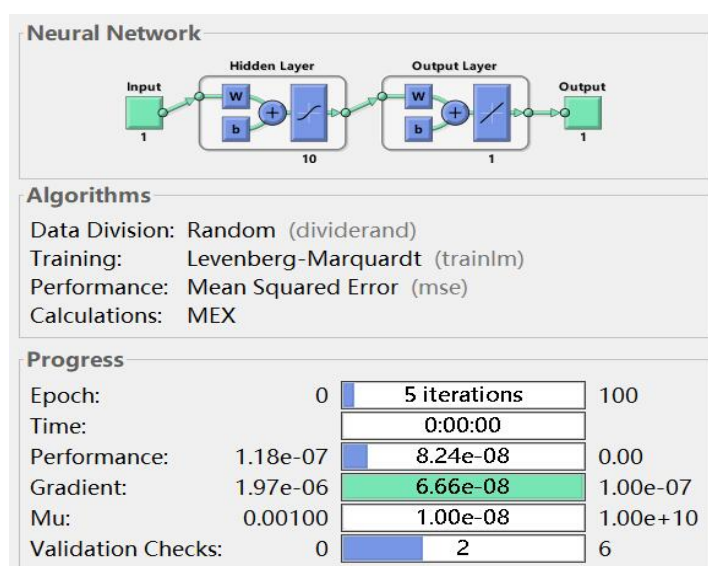 Neural Network
Hidden Layer Output Layer
Input Output
W W
+ +
b b
1 1
10 1
Algorithms
Data Division: Random (dividerand)
Training: Levenberg-Marquardt (trainlm)
Performance: Mean Squared Error (mse)
Calculations: MEX
Progress
Epoch: 0 5 iterations 100
Time: 0:00:00
Performance: 1.18e-07 8.24e-08 0.00
Gradient: 1.97e-06 6.66e-08 1.00e-07
Mu: 0.00100 1.00e-08 1.00e+10
Validation Checks: 0 2 6